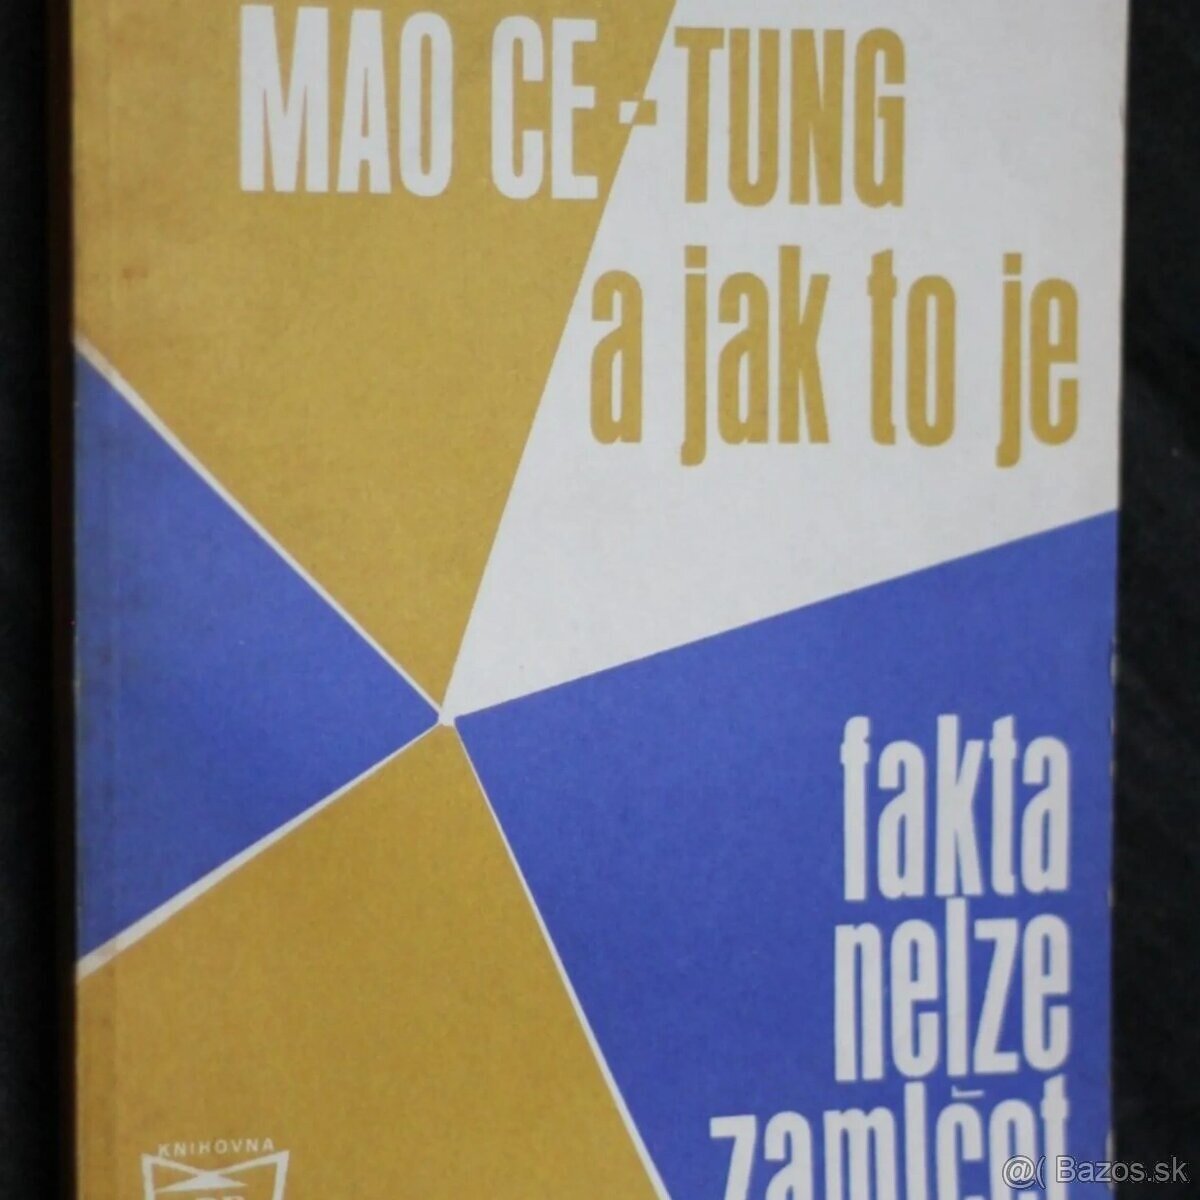 MAO CE-TUNG
a jak to je
fakta
nelze
zamlčet
KNIHOVNA
@( Bazos.sk